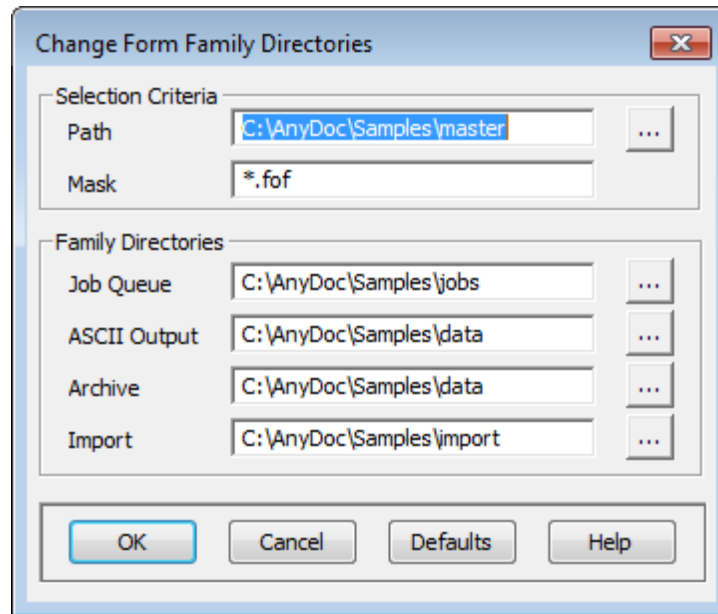 Change Form Family Directories
Selection Criteria
Path C:\AnyDoc\Samples\master ...
Mask *.fof
Family Directories
Job Queue C:\AnyDoc\Samples\jobs ...
ASCII Output C:\AnyDoc\Samples\data ...
Archive C:\AnyDoc\Samples\data ...
Import C:\AnyDoc\Samples\import ...
OK Cancel Defaults Help